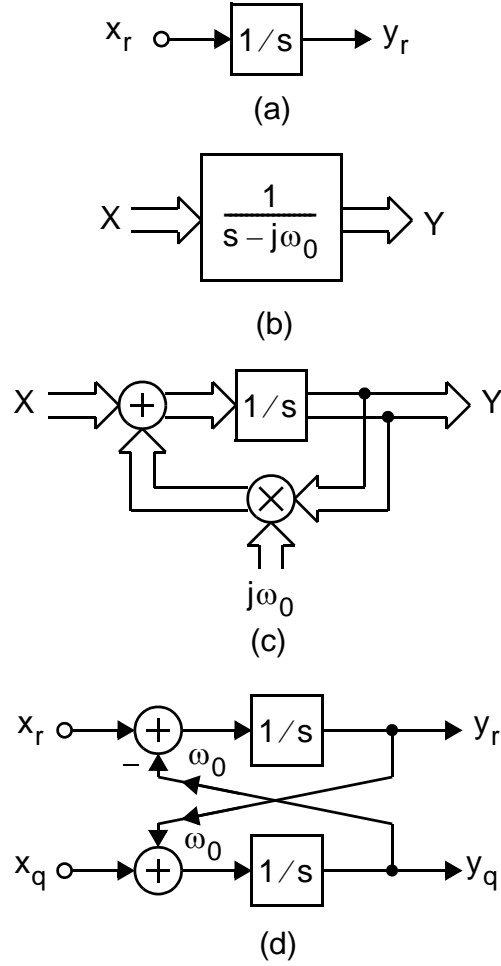 x_r 1/s y_r
(a)
X 1/(s – jω_0) Y
(b)
X + 1/s Y
×
jω_0
(c)
x_r + 1/s y_r
– ω_0
ω_0
x_q + 1/s y_q
(d)